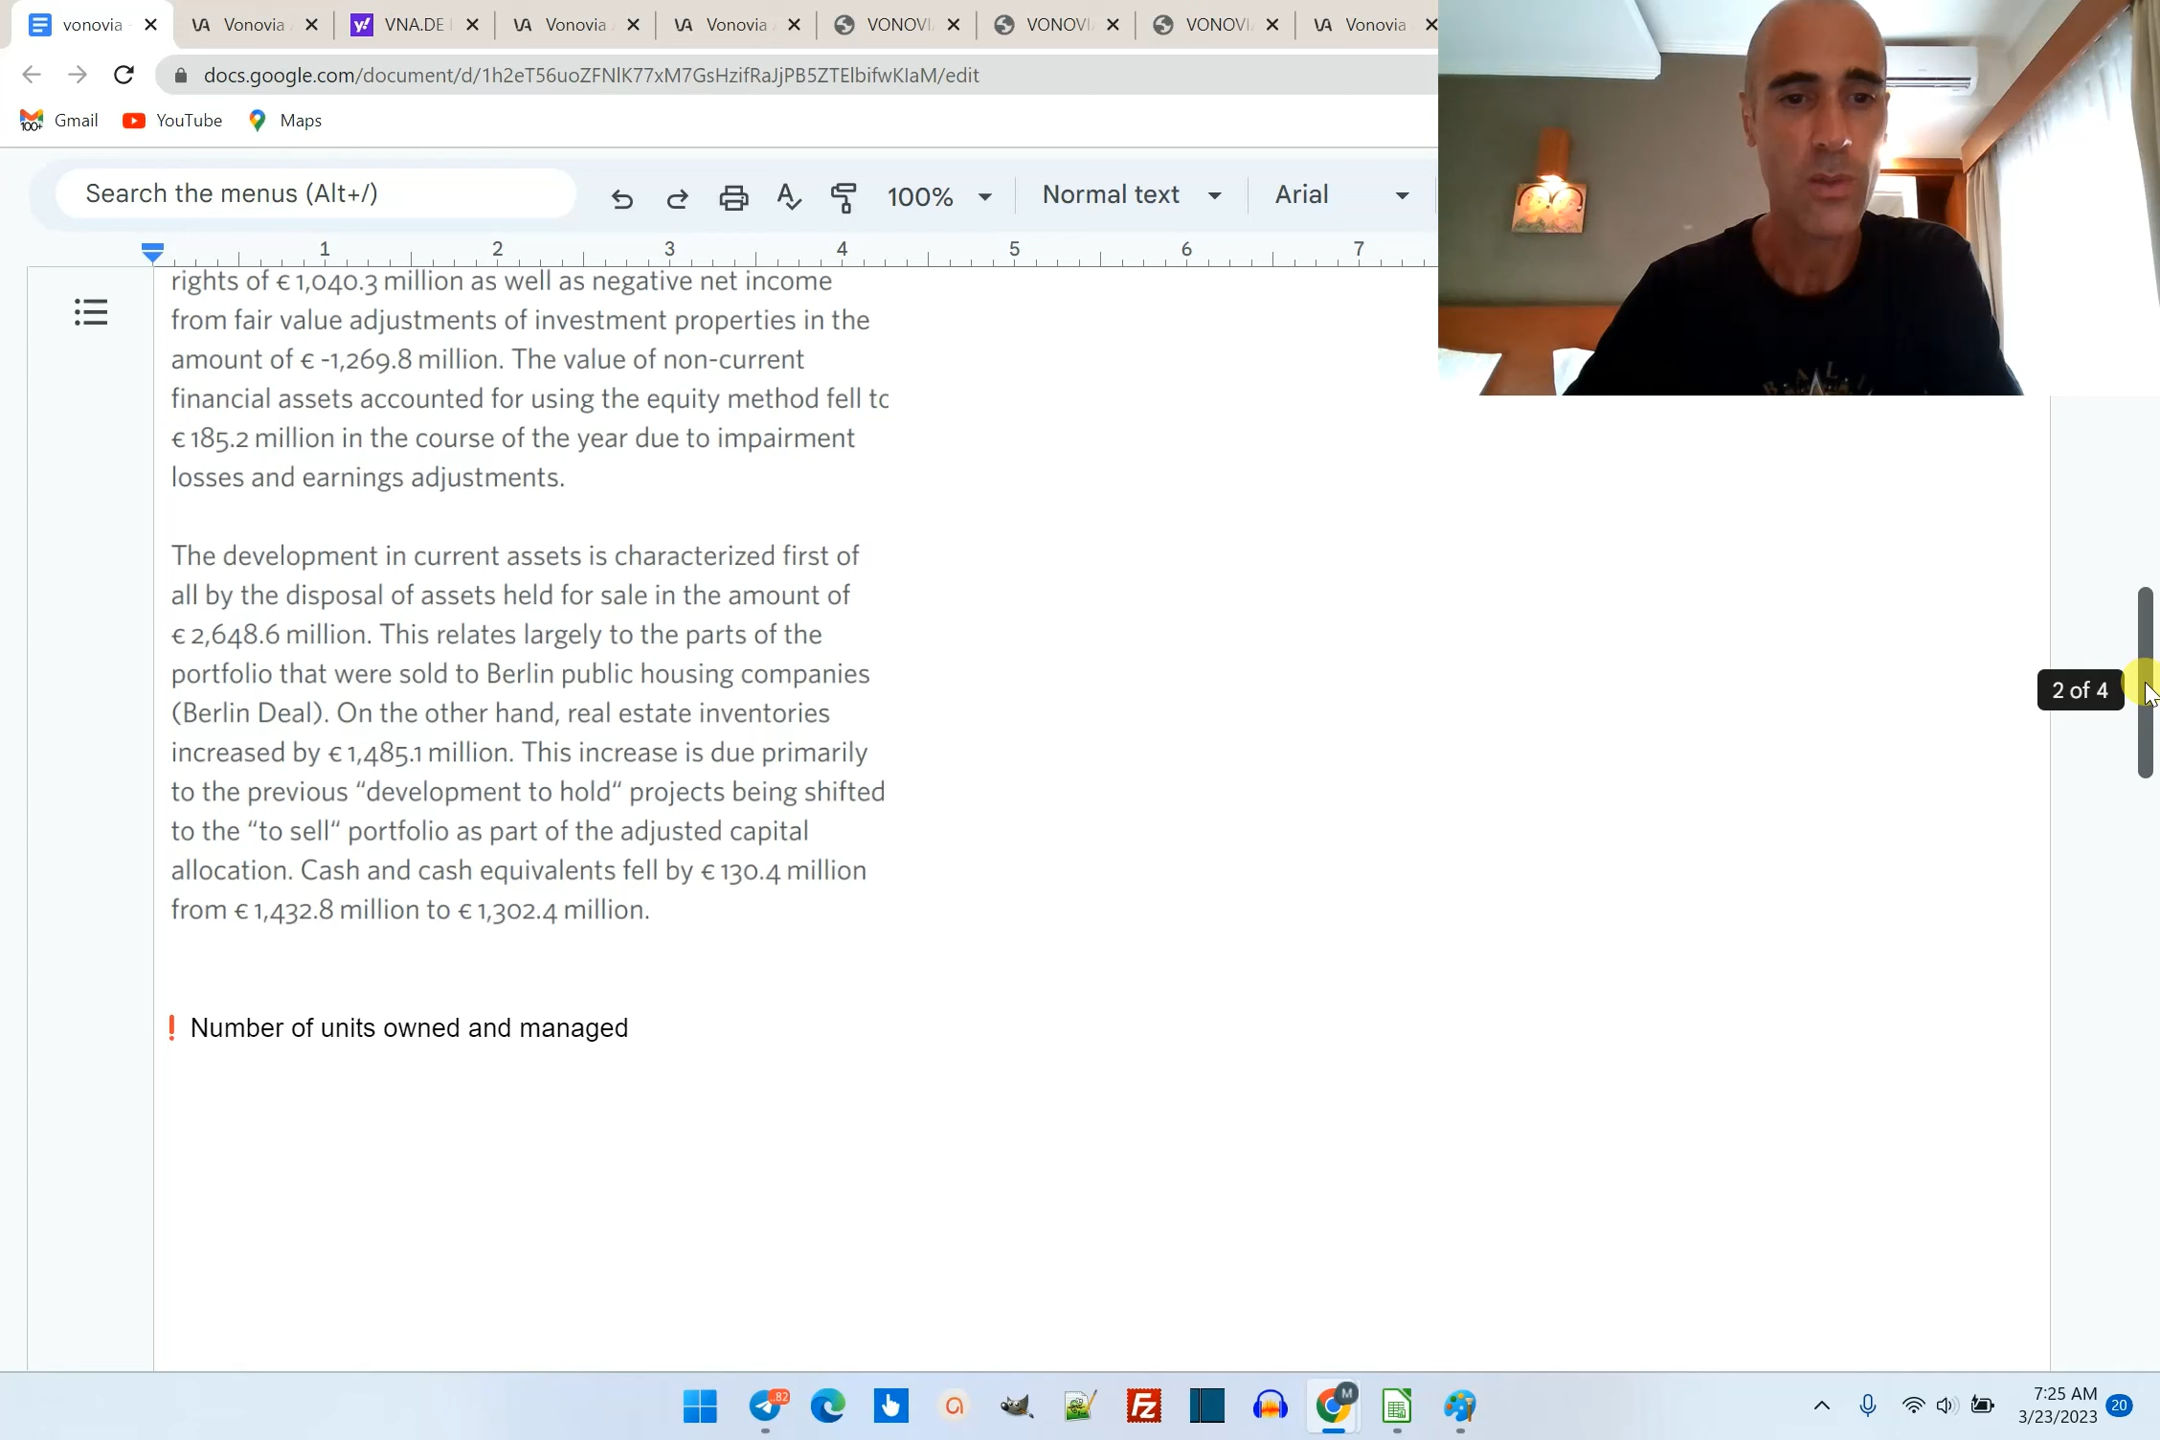 vonovia
Vonovia
VNA.DE
Vonovia
Vonovia
VONOVI
VONOVI
VONOVI
Vonovia
docs.google.com/document/d/1h2eT56uoZFNlK77xM7GsHzifRaJjPB5ZTElbifwKIaM/edit
Gmail YouTube Maps
Search the menus (Alt+/) 100% Normal text Arial
1 2 3 4 5 6 7
rights of € 1,040.3 million as well as negative net income
from fair value adjustments of investment properties in the
amount of € -1,269.8 million. The value of non-current
financial assets accounted for using the equity method fell to
€ 185.2 million in the course of the year due to impairment
losses and earnings adjustments.
The development in current assets is characterized first of
all by the disposal of assets held for sale in the amount of
€ 2,648.6 million. This relates largely to the parts of the
portfolio that were sold to Berlin public housing companies
(Berlin Deal). On the other hand, real estate inventories
increased by € 1,485.1 million. This increase is due primarily
to the previous “development to hold“ projects being shifted
to the “to sell“ portfolio as part of the adjusted capital
allocation. Cash and cash equivalents fell by € 130.4 million
from € 1,432.8 million to € 1,302.4 million.
❗ Number of units owned and managed
2 of 4
82
M
7:25 AM
3/23/2023
20